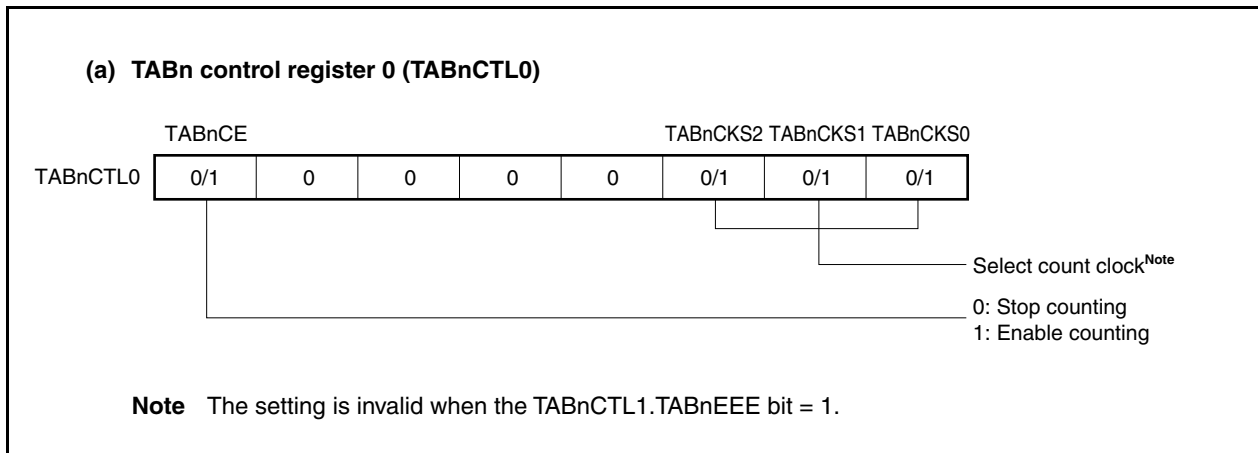 (a) TABn control register 0 (TABnCTL0)
TABnCE TABnCKS2 TABnCKS1 TABnCKS0
TABnCTL0 0/1 0 0 0 0 0/1 0/1 0/1
Select count clockNote
0: Stop counting
1: Enable counting
Note The setting is invalid when the TABnCTL1.TABnEEE bit = 1.